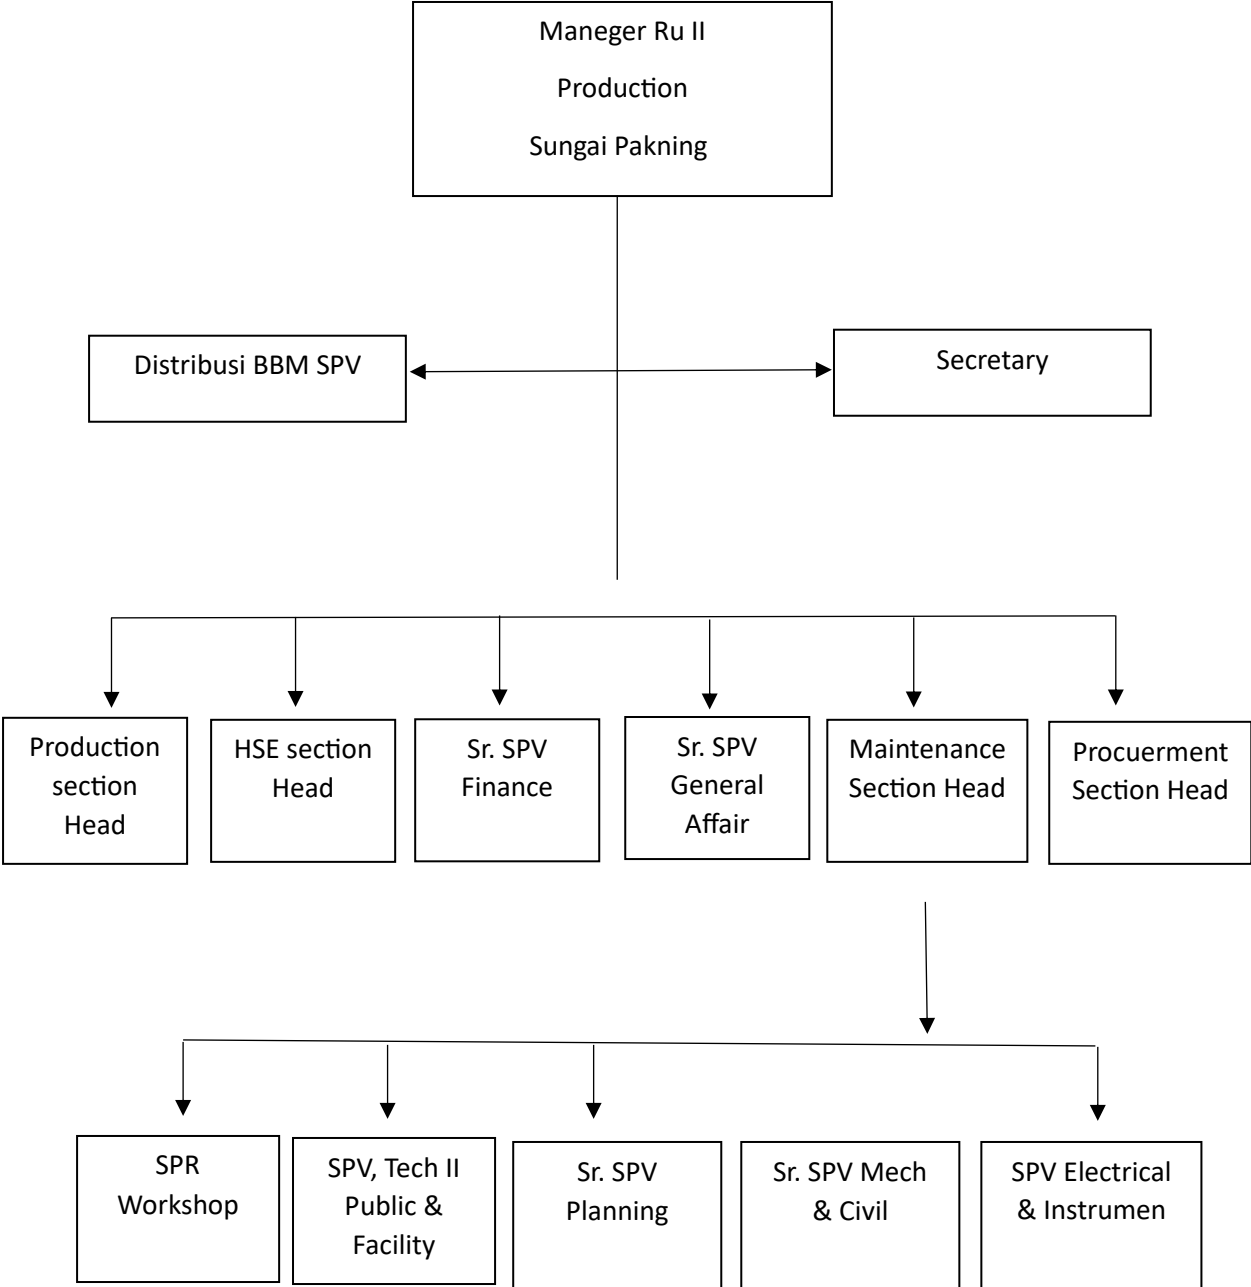 Maneger Ru II
Production
Sungai Pakning
Distribusi BBM SPV
Secretary
Production
section
Head
HSE section
Head
Sr. SPV
Finance
Sr. SPV
General
Affair
Maintenance
Section Head
Procuerment
Section Head
SPR
Workshop
SPV, Tech II
Public &
Facility
Sr. SPV
Planning
Sr. SPV Mech
& Civil
SPV Electrical
& Instrumen